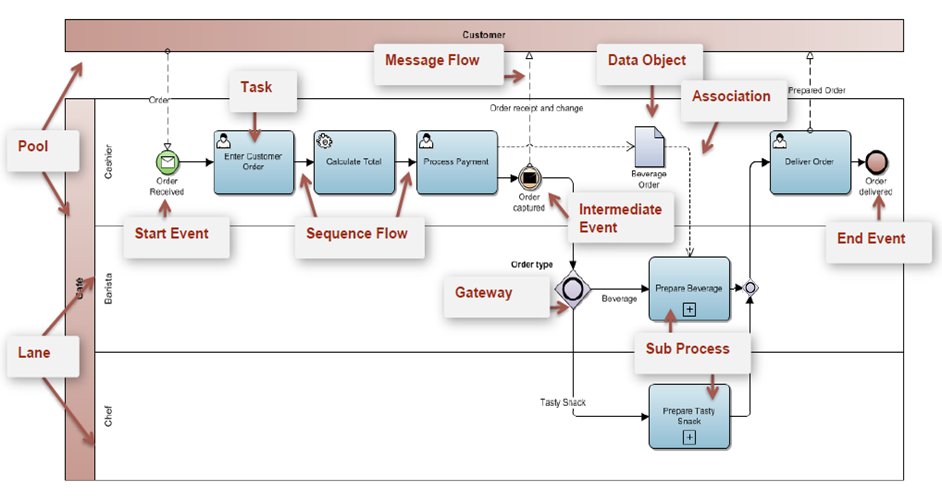 Customer
Message Flow
Data Object
Task
Association
Order
Order receipt and change
Prepared Order
Pool
Cashier
Enter Customer
Order
Calculate Total
Process Payment
Deliver Order
Order
Received
Order
captured
Beverage
Order
Order
delivered
Start Event
Sequence Flow
Intermediate
Event
End Event
Order type
Barista
Gateway
Beverage
Prepare Beverage
Lane
Sub Process
Tasty Snack
Chef
Prepare Tasty
Snack